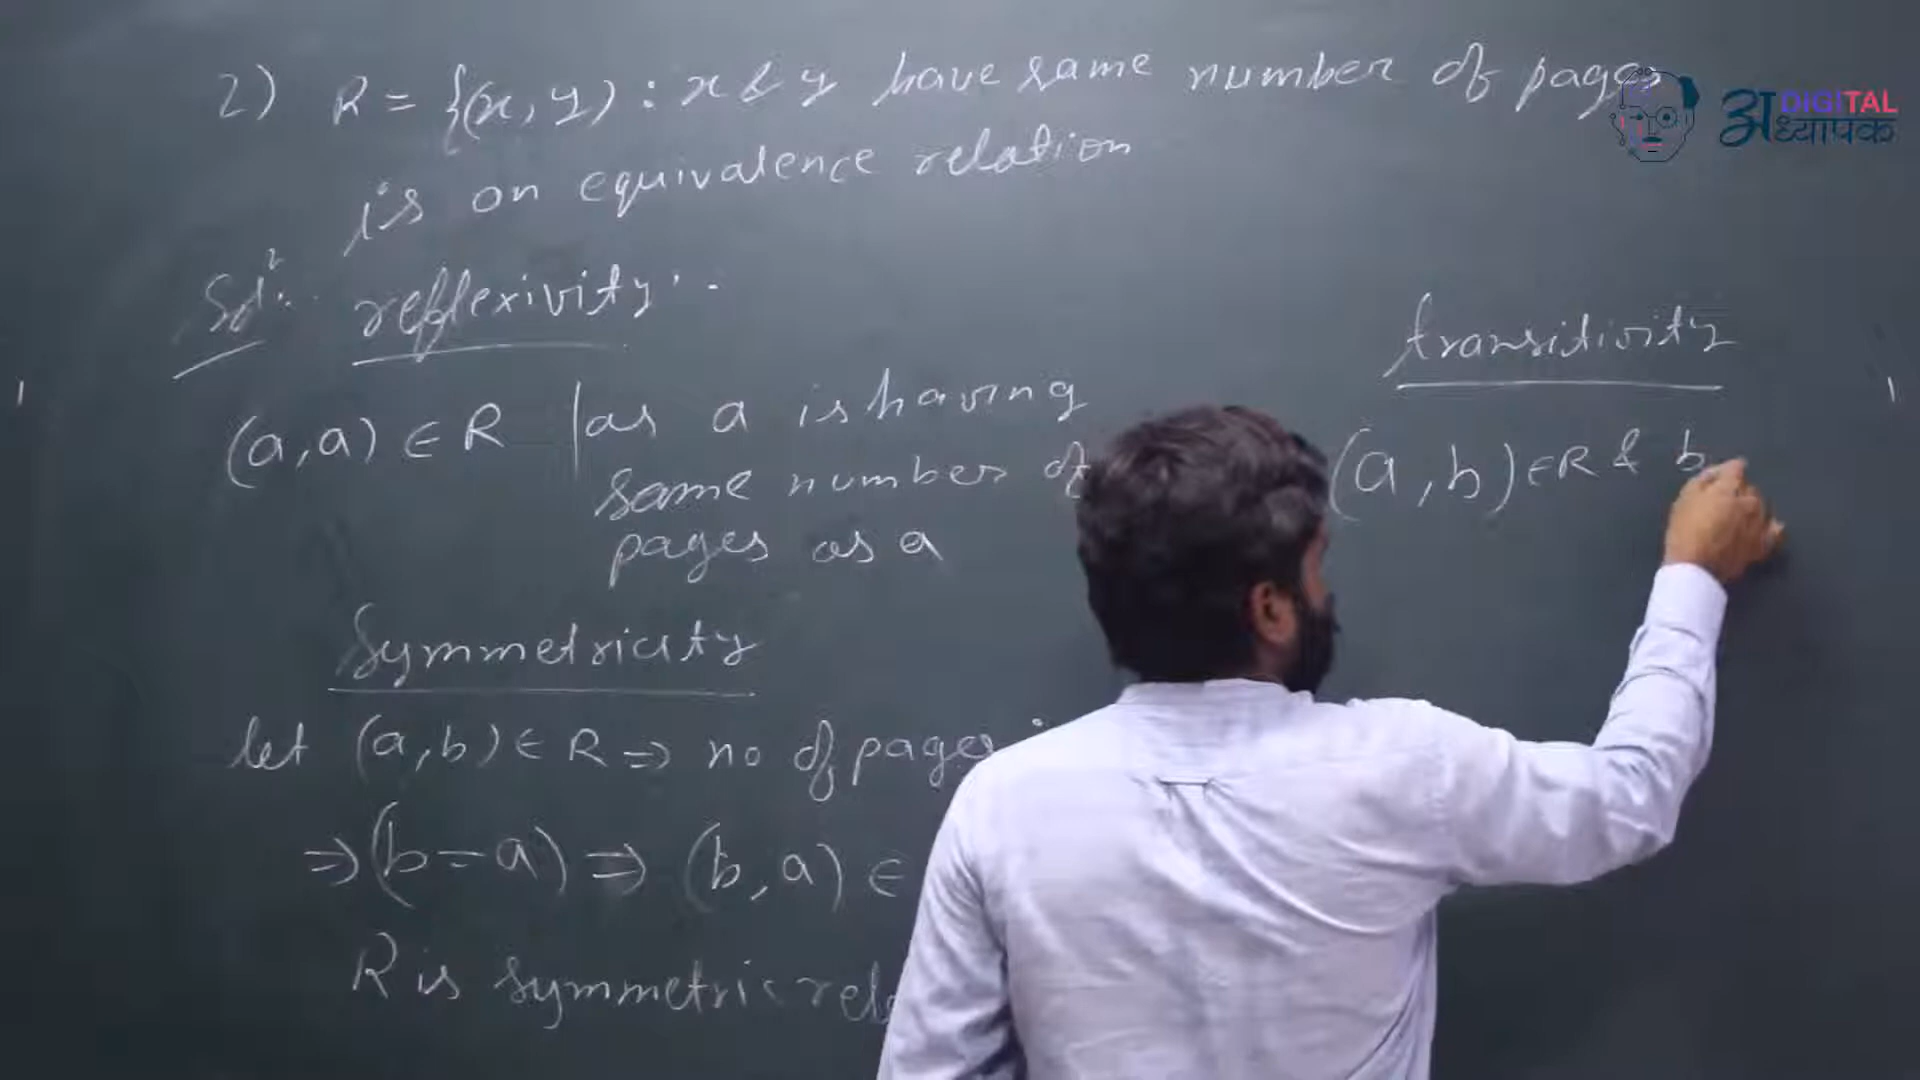 2) R = {(x, y) : x & y have same number of pages
is an equivalence relation
Solⁿ: reflexivity:
(a, a) ∈ R | as a is having
same number of
pages as a
Symmetricity
let (a, b) ∈ R ⇒ no of pages
⇒ (b = a) ⇒ (b, a) ∈
R is symmetric
transitivity
(a, b) ∈ R & b
अध्यापक DIGITAL